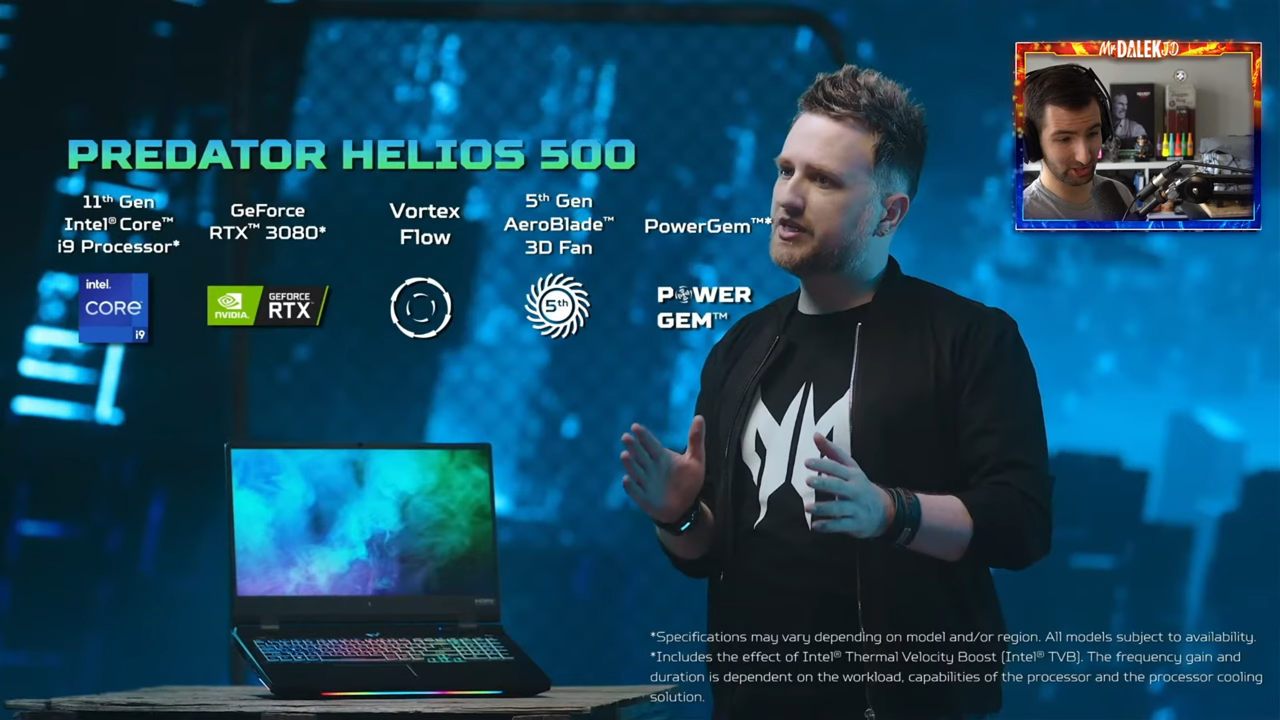 Mr DALEKJD
PREDATOR HELIOS 500
11th Gen
Intel® Core™
i9 Processor*
GeForce
RTX™ 3080*
Vortex
Flow
5th Gen
AeroBlade™
3D Fan
PowerGem™*
intel.
CORE
i9
NVIDIA.
GEFORCE
RTX
5th
POWER
GEM™
*Specifications may vary depending on model and/or region. All models subject to availability.
*Includes the effect of Intel® Thermal Velocity Boost (Intel® TVB). The frequency gain and
duration is dependent on the workload, capabilities of the processor and the processor cooling
solution.